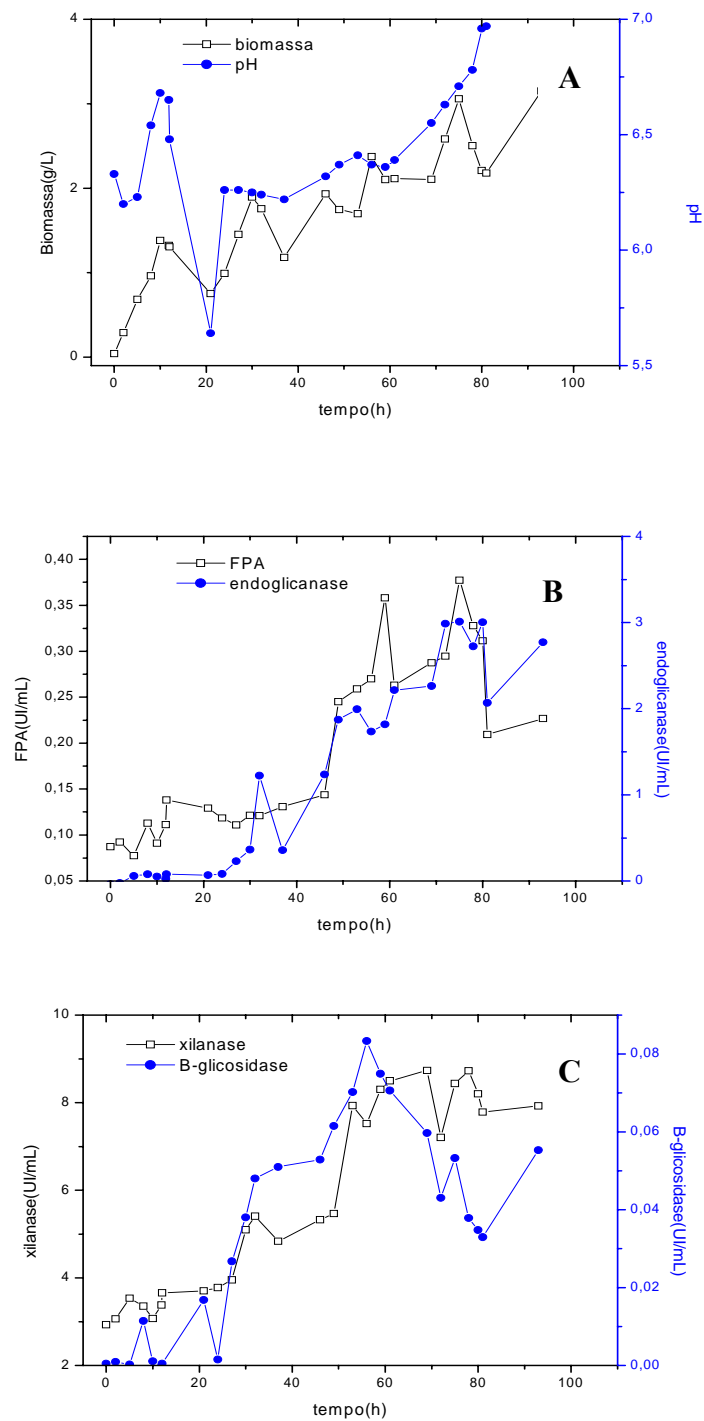 biomassa
pH
A
Biomassa(g/L)
4
3
2
1
0
7,0
6,5
6,0
5,5
pH
0 20 40 60 80 100
tempo(h)
FPA
endoglicanase
B
FPA(UI/mL)
0,40
0,35
0,30
0,25
0,20
0,15
0,10
0,05
4
3
2
1
0
endoglicanase(UI/mL)
0 20 40 60 80 100
tempo(h)
xilanase
B-glicosidase
C
xilanase(UI/mL)
10
8
6
4
2
0,08
0,06
0,04
0,02
0,00
B-glicosidase(UI/mL)
0 20 40 60 80 100
tempo(h)